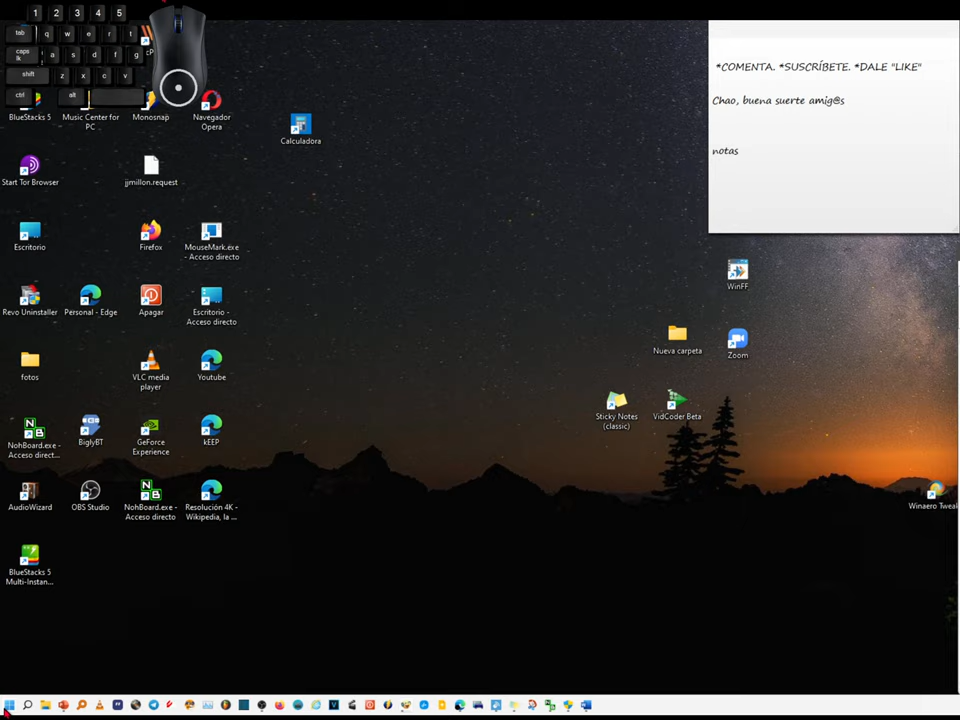 1 2 3 4 5
tab q w e r t
caps lk a s d f g
shift z x c v
ctrl alt
*COMENTA. *SUSCRÍBETE. *DALE "LIKE"
Chao, buena suerte amig@s
notas
BlueStacks 5
Music Center for PC
Monosnap
Navegador Opera
Calculadora
Start Tor Browser
jjmillon.request
Escritorio
Firefox
MouseMark.exe - Acceso directo
WinFF
Revo Uninstaller
Personal - Edge
Apagar
Escritorio - Acceso directo
Nueva carpeta
Zoom
fotos
VLC media player
Youtube
Sticky Notes (classic)
VidCoder Beta
NohBoard.exe - Acceso direct...
BiglyBT
GeForce Experience
kEEP
AudioWizard
OBS Studio
NohBoard.exe - Acceso directo
Resolución 4K - Wikipedia, la ...
Winaero Tweak
BlueStacks 5 Multi-Instan...